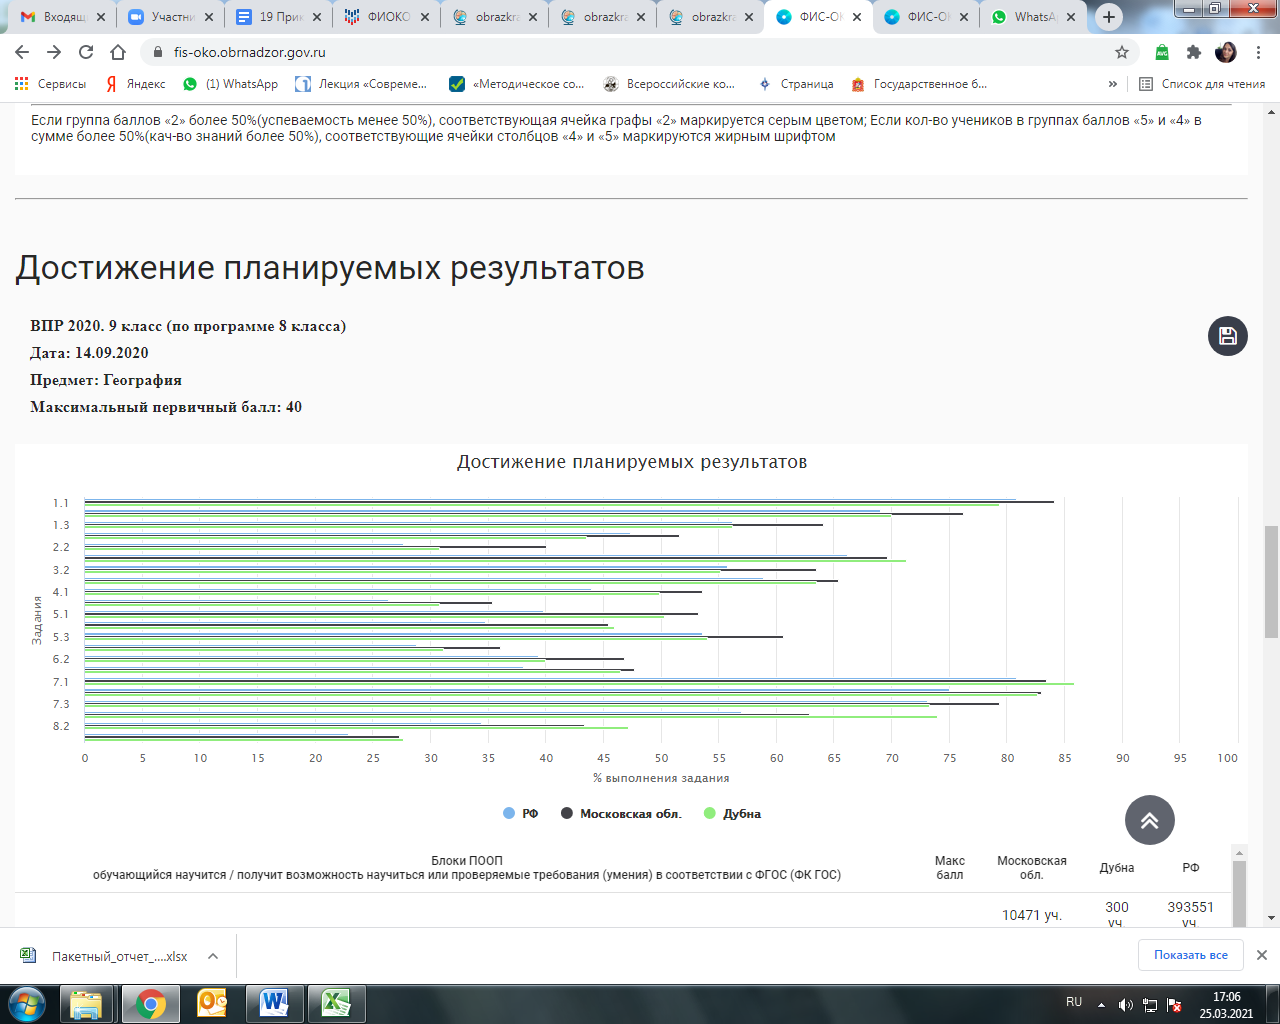 Входящ
Участни
19 При
ФИОКО
obrazkra
obrazkra
obrazkra
ФИС-ОК
ФИС-ОК
WhatsA
fis-oko.obrnadzor.gov.ru
Сервисы
Яндекс
(1) WhatsApp
Лекция «Совреме...
«Методическое со...
Всероссийские ко...
Страница
Государственное б...
»
Список для чтения
Если группа баллов «2» более 50%(успеваемость менее 50%), соответствующая ячейка графы «2» маркируется серым цветом; Если кол-во учеников в группах баллов «5» и «4» в
сумме более 50%(кач-во знаний более 50%), соответствующие ячейки столбцов «4» и «5» маркируются жирным шрифтом
Достижение планируемых результатов
ВПР 2020. 9 класс (по программе 8 класса)
Дата: 14.09.2020
Предмет: География
Максимальный первичный балл: 40
Достижение планируемых результатов
Задания
1.1
1.3
2.2
3.2
4.1
5.1
5.3
6.2
7.1
7.3
8.2
0 5 10 15 20 25 30 35 40 45 50 55 60 65 70 75 80 85 90 95 100
% выполнения задания
РФ Московская обл. Дубна
Блоки ПООП
обучающийся научится / получит возможность научиться или проверяемые требования (умения) в соответствии с ФГОС (ФК ГОС)
Макс
балл
Московская
обл.
Дубна
РФ
10471 уч.
300
уч.
393551
уч.
Пакетный_отчет_....xlsx
Показать все
RU
17:06
25.03.2021